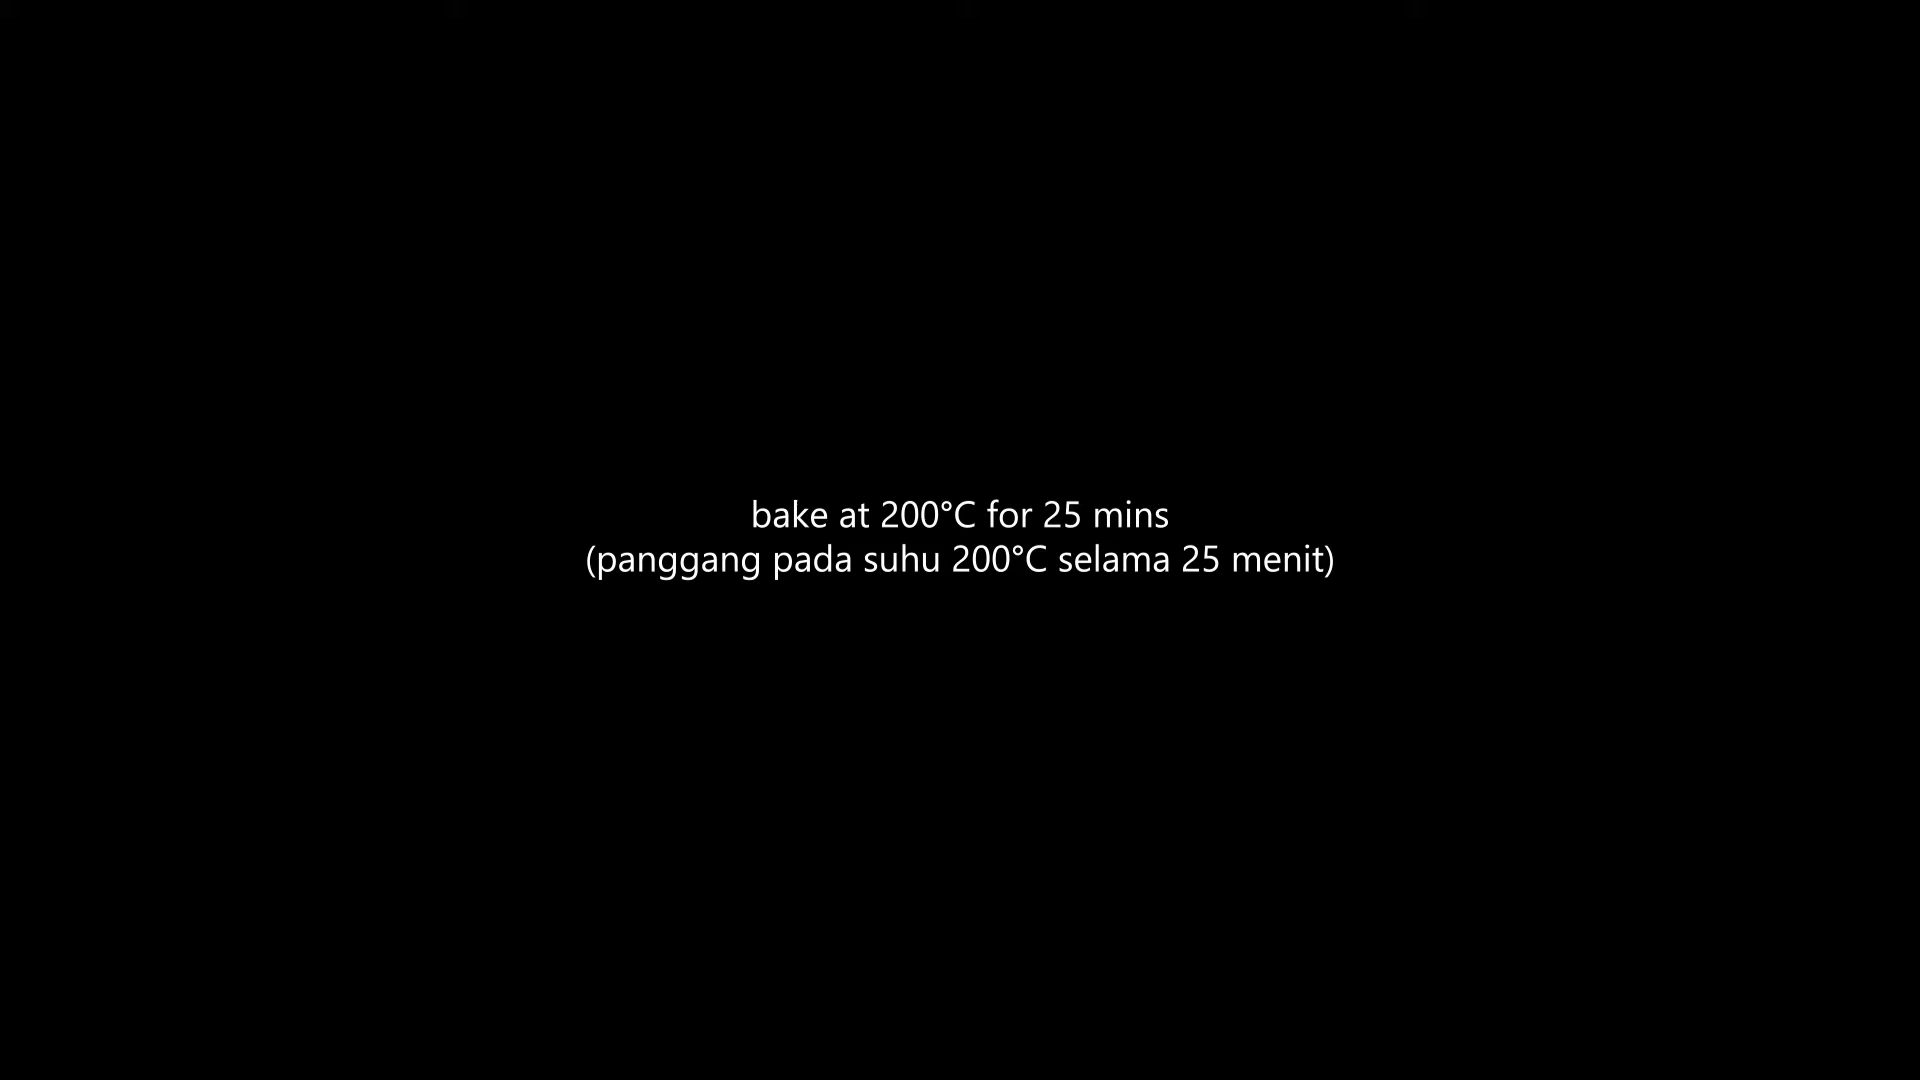 bake at 200°C for 25 mins
(panggang pada suhu 200°C selama 25 menit)